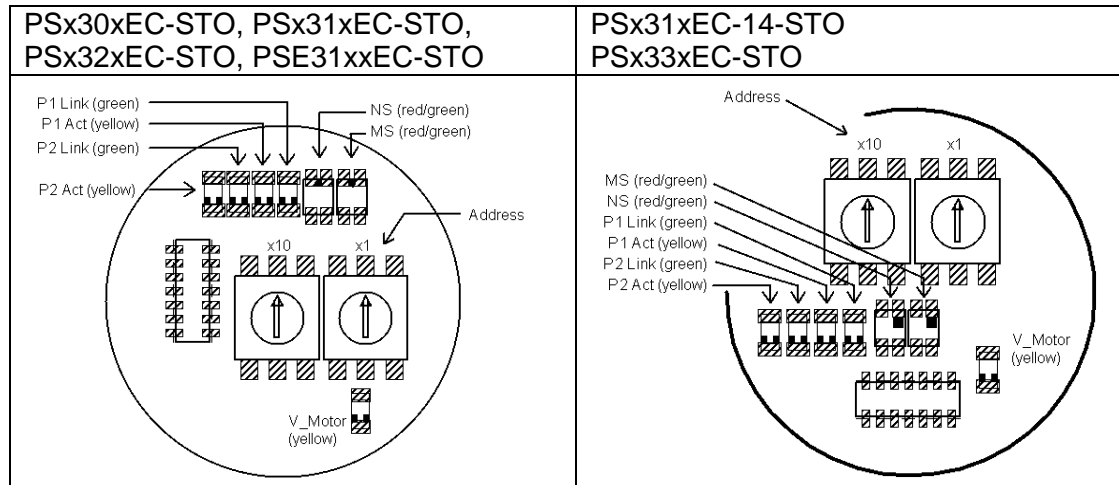 PSx30xEC-STO, PSx31xEC-STO,
PSx32xEC-STO, PSE31xxEC-STO
P1 Link (green)
P1 Act (yellow)
P2 Link (green)
P2 Act (yellow)
NS (red/green)
MS (red/green)
Address
x10 x1
V_Motor
(yellow)
PSx31xEC-14-STO
PSx33xEC-STO
Address
x10 x1
MS (red/green)
NS (red/green)
P1 Link (green)
P1 Act (yellow)
P2 Link (green)
P2 Act (yellow)
V_Motor
(yellow)